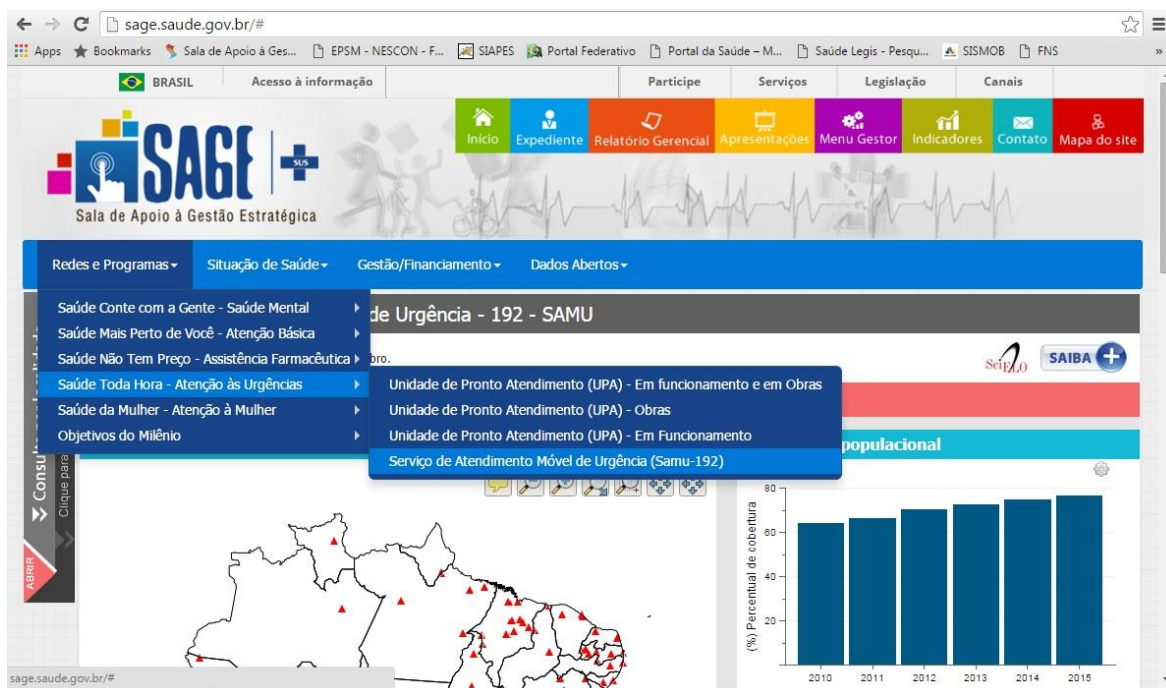 sage.saude.gov.br/#
Apps Bookmarks Sala de Apoio à Ges... EPSM - NESCON - F... SIAPES Portal Federativo Portal da Saúde – M... Saúde Legis - Pesqu... SISMOB FNS »
BRASIL Acesso à informação Participe Serviços Legislação Canais
Início Expediente Relatório Gerencial Apresentações Menu Gestor Indicadores Contato Mapa do site
SAGE SUS
Sala de Apoio à Gestão Estratégica
Redes e Programas Situação de Saúde Gestão/Financiamento Dados Abertos
Saúde Conte com a Gente - Saúde Mental
Saúde Mais Perto de Você - Atenção Básica
Saúde Não Tem Preço - Assistência Farmacêutica
Saúde Toda Hora - Atenção às Urgências
Saúde da Mulher - Atenção à Mulher
Objetivos do Milênio
de Urgência - 192 - SAMU
bro.
SciELO SAIBA +
Unidade de Pronto Atendimento (UPA) - Em funcionamento e em Obras
Unidade de Pronto Atendimento (UPA) - Obras
Unidade de Pronto Atendimento (UPA) - Em Funcionamento
Serviço de Atendimento Móvel de Urgência (Samu-192)
populacional
Clique para
ABRIR
(%) Percentual de cobertura
80
60
40
20
2010 2011 2012 2013 2014 2015
sage.saude.gov.br/#